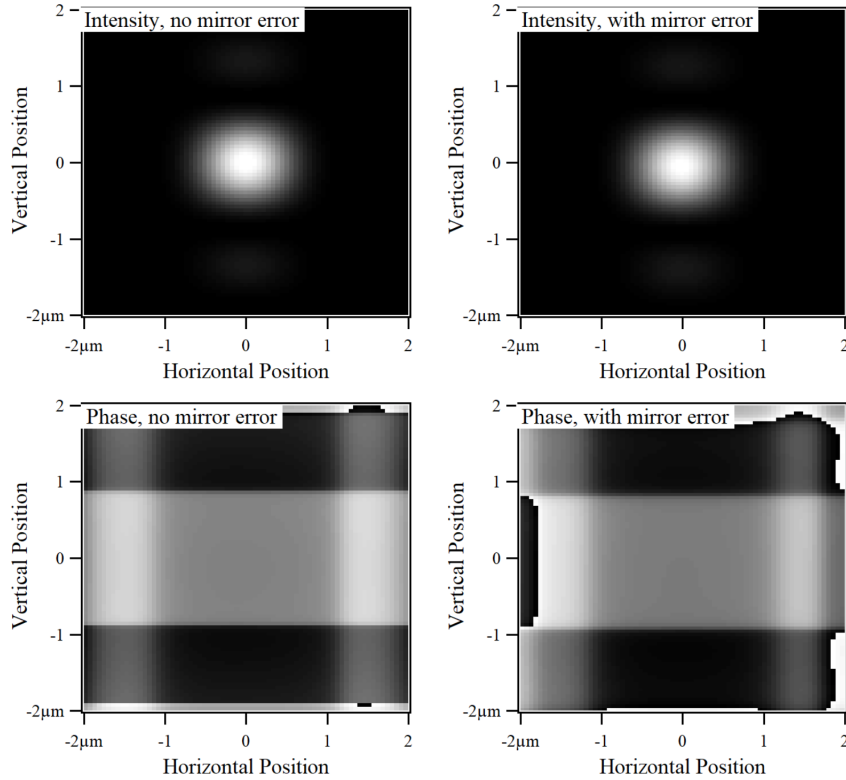 Intensity, no mirror error
2
1
0
-1
-2µm
Vertical Position
-2µm
-1
0
1
2
Horizontal Position
Intensity, with mirror error
2
1
0
-1
-2µm
Vertical Position
-2µm
-1
0
1
2
Horizontal Position
Phase, no mirror error
2
1
0
-1
-2µm
Vertical Position
-2µm
-1
0
1
2
Horizontal Position
Phase, with mirror error
2
1
0
-1
-2µm
Vertical Position
-2µm
-1
0
1
2
Horizontal Position